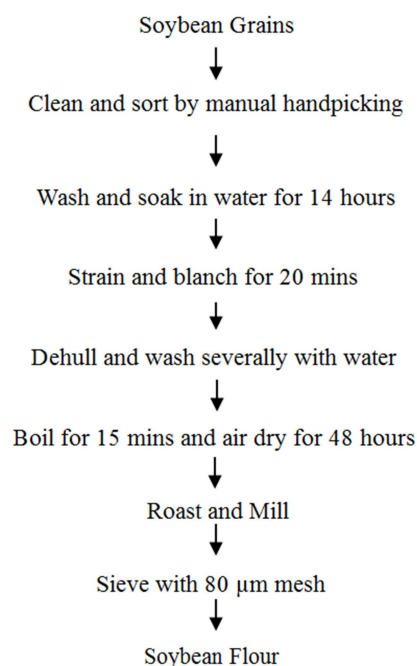 Soybean Grains
Clean and sort by manual handpicking
Wash and soak in water for 14 hours
Strain and blanch for 20 mins
Dehull and wash severally with water
Boil for 15 mins and air dry for 48 hours
Roast and Mill
Sieve with 80 µm mesh
Soybean Flour